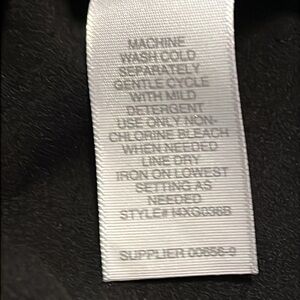 MACHINE
WASH COLD
SEPARATELY
GENTLE CYCLE
WITH MILD
DETERGENT
USE ONLY NON-
CHLORINE BLEACH
WHEN NEEDED
LINE DRY
IRON ON LOWEST
SETTING AS
NEEDED
STYLE# I4XG036B
SUPPLIER 00656-9